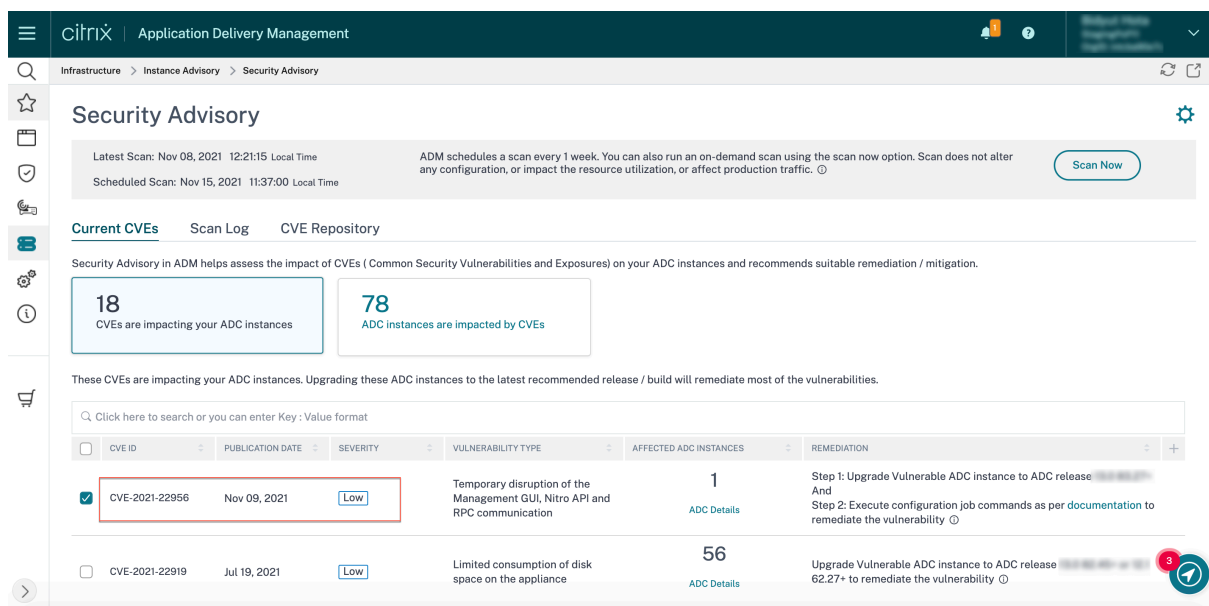 citrix | Application Delivery Management
1
?
Infrastructure > Instance Advisory > Security Advisory
Security Advisory
Latest Scan: Nov 08, 2021 12:21:15 Local Time
Scheduled Scan: Nov 15, 2021 11:37:00 Local Time
ADM schedules a scan every 1 week. You can also run an on-demand scan using the scan now option. Scan does not alter
any configuration, or impact the resource utilization, or affect production traffic.
Scan Now
Current CVEs Scan Log CVE Repository
Security Advisory in ADM helps assess the impact of CVEs ( Common Security Vulnerabilities and Exposures) on your ADC instances and recommends suitable remediation / mitigation.
18
CVEs are impacting your ADC instances
78
ADC instances are impacted by CVEs
These CVEs are impacting your ADC instances. Upgrading these ADC instances to the latest recommended release / build will remediate most of the vulnerabilities.
Click here to search or you can enter Key : Value format
CVE ID PUBLICATION DATE SEVERITY VULNERABILITY TYPE AFFECTED ADC INSTANCES REMEDIATION
CVE-2021-22956 Nov 09, 2021 Low
Temporary disruption of the
Management GUI, Nitro API and
RPC communication
1
ADC Details
Step 1: Upgrade Vulnerable ADC instance to ADC release
And
Step 2: Execute configuration job commands as per documentation to
remediate the vulnerability
CVE-2021-22919 Jul 19, 2021 Low
Limited consumption of disk
space on the appliance
56
ADC Details
Upgrade Vulnerable ADC instance to ADC release
62.27+ to remediate the vulnerability
3